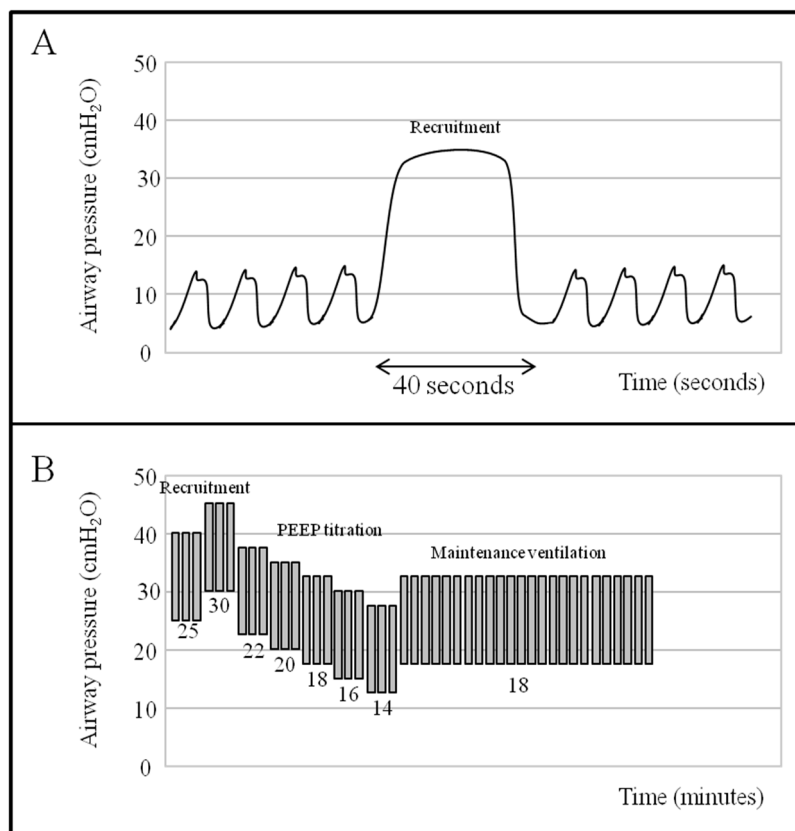 A
Airway pressure (cmH₂O)
50
40
30
20
10
0
Recruitment
40 seconds
Time (seconds)
B
Airway pressure (cmH₂O)
50
40
30
20
10
0
Recruitment
PEEP titration
Maintenance ventilation
25
30
22
20
18
16
14
18
Time (minutes)